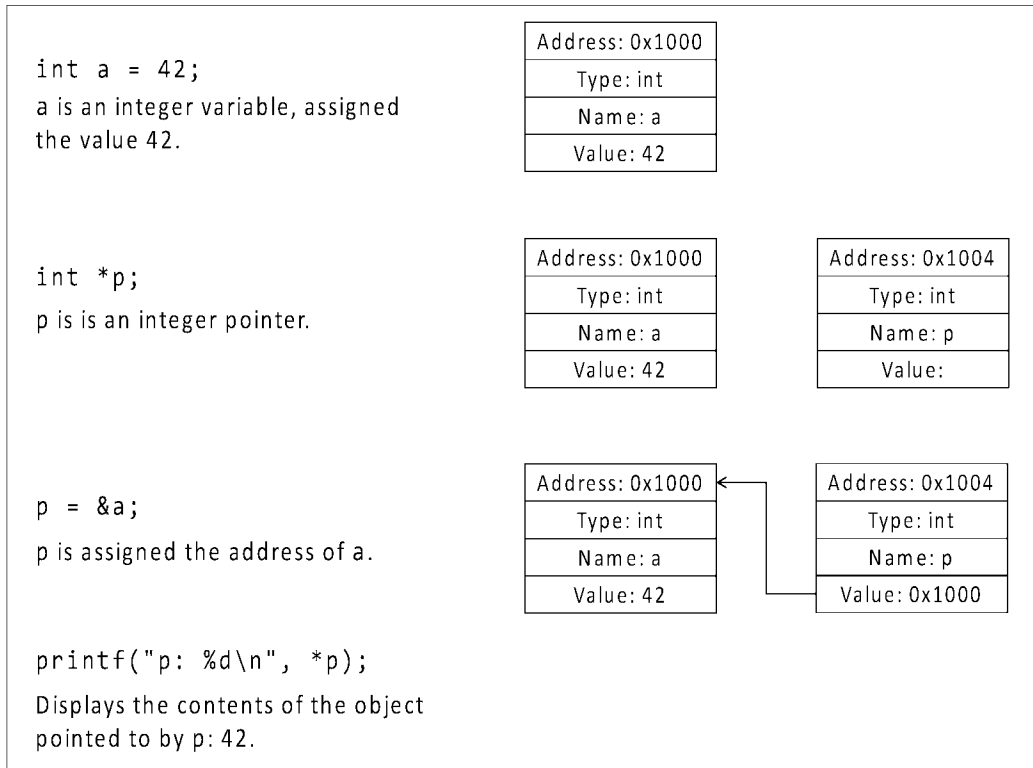 int a = 42;
a is an integer variable, assigned
the value 42.
Address: 0x1000
Type: int
Name: a
Value: 42
int *p;
p is is an integer pointer.
Address: 0x1000
Type: int
Name: a
Value: 42
Address: 0x1004
Type: int
Name: p
Value:
p = &a;
p is assigned the address of a.
Address: 0x1000
Type: int
Name: a
Value: 42
Address: 0x1004
Type: int
Name: p
Value: 0x1000
printf("p: %d\n", *p);
Displays the contents of the object
pointed to by p: 42.